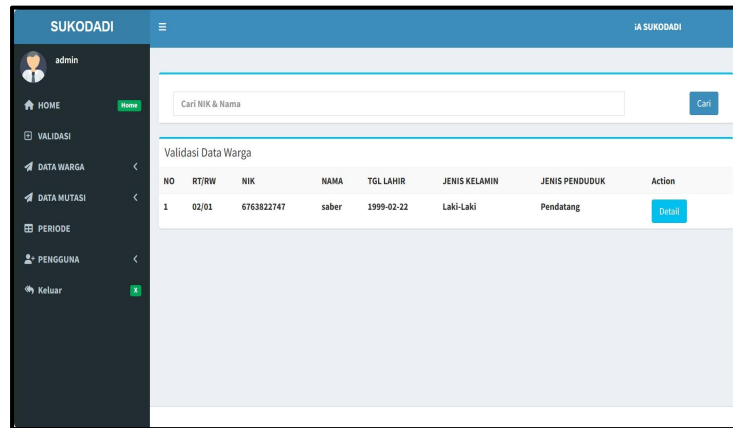 SUKODADI
admin
HOME Home
VALIDASI
DATA WARGA
DATA MUTASI
PERIODE
PENGGUNA
Keluar X
SUKODADI
Cari NIK & Nama
Cari
Validasi Data Warga
NO RT/RW NIK NAMA TGL LAHIR JENIS KELAMIN JENIS PENDUDUK Action
1 02/01 6763822747 saber 1999-02-22 Laki-Laki Pendatang Detail